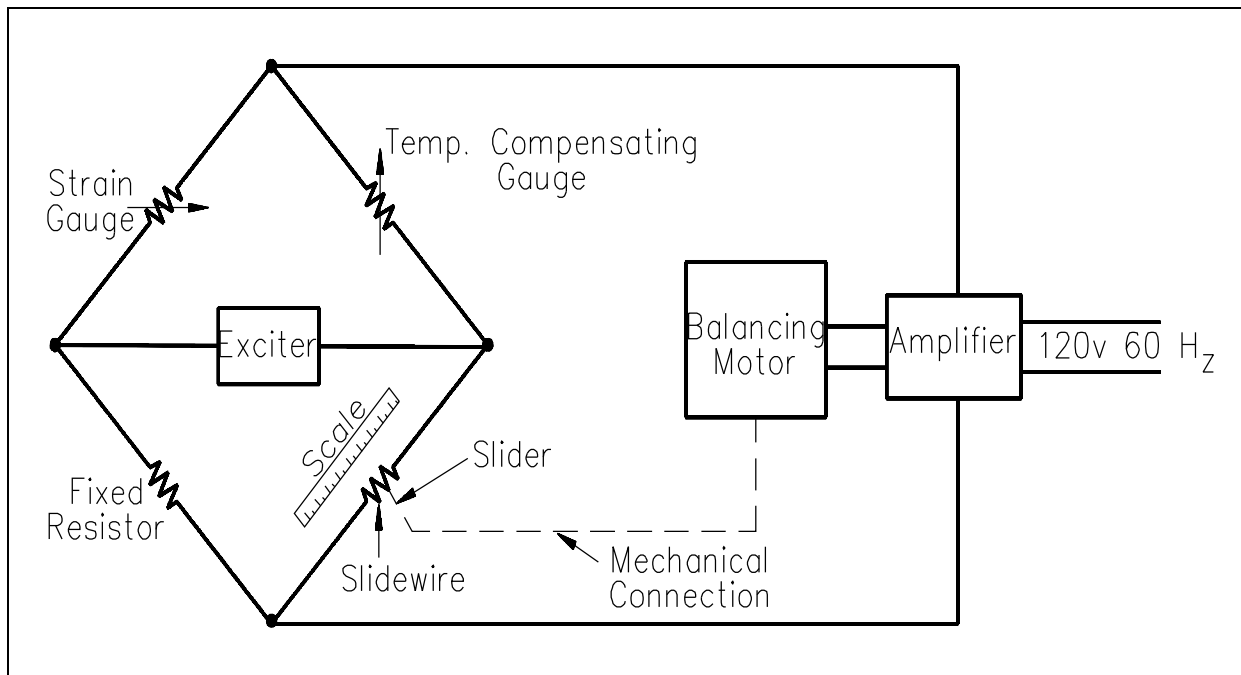 Temp. Compensating
Gauge
Strain
Gauge
Exciter
Balancing
Motor
Amplifier
120v 60 Hz
Scale
Slider
Fixed
Resistor
Slidewire
Mechanical
Connection